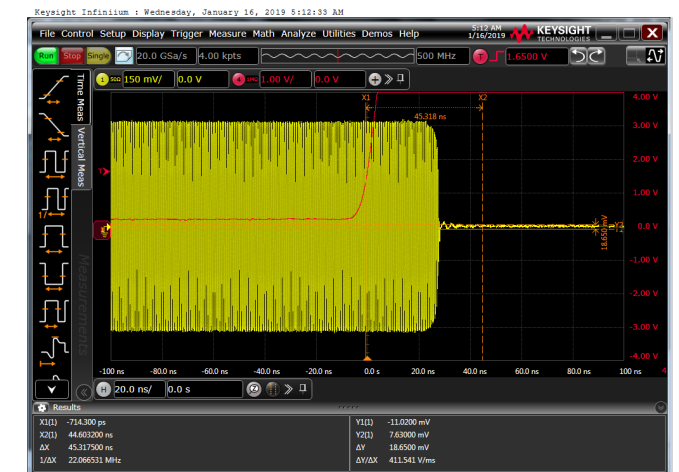 Keysight Infiniium : Wednesday, January 16, 2019 5:12:33 AM
File Control Setup Display Trigger Measure Math Analyze Utilities Demos Help
5:12 AM
1/16/2019
KEYSIGHT
TECHNOLOGIES
Run Stop Single 20.0 GSa/s 4.00 kpts 500 MHz T 1.6500 V
1 50Ω 150 mV/ 0.0 V 4 1.00 V/ 0.0 V
Time Meas
Vertical Meas
Measurements
X1 X2
45.318 ns
18.650 mV
4.00 V
3.00 V
2.00 V
1.00 V
0.0 V
-1.00 V
-2.00 V
-3.00 V
-4.00 V
-100 ns -80.0 ns -60.0 ns -40.0 ns -20.0 ns 0.0 s 20.0 ns 40.0 ns 60.0 ns 80.0 ns 100 ns 4
H 20.0 ns/ 0.0 s
Results
X1(1) -714.300 ps Y1(1) -11.0200 mV
X2(1) 44.603200 ns Y2(1) 7.63000 mV
ΔX 45.317500 ns ΔY 18.6500 mV
1/ΔX 22.066531 MHz ΔY/ΔX 411.541 V/ms